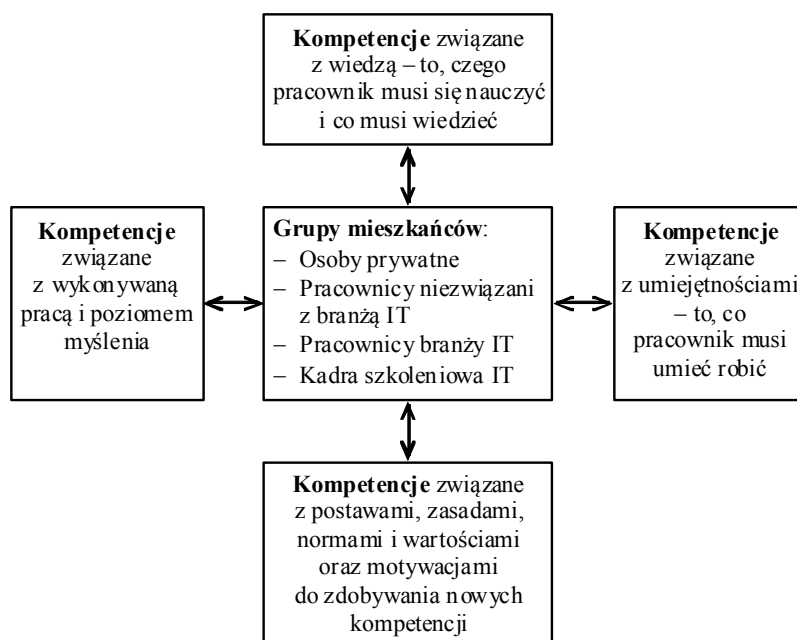 Kompetencje związane
z wiedzą – to, czego
pracownik musi się nauczyć
i co musi wiedzieć
Kompetencje
związane
z wykonywaną
pracą i poziomem
myślenia
Grupy mieszkańców:
– Osoby prywatne
– Pracownicy niezwiązani
z branżą IT
– Pracownicy branży IT
– Kadra szkoleniowa IT
Kompetencje
związane
z umiejętnościami
– to, co
pracownik musi
umieć robić
Kompetencje związane
z postawami, zasadami,
normami i wartościami
oraz motywacjami
do zdobywania nowych
kompetencji